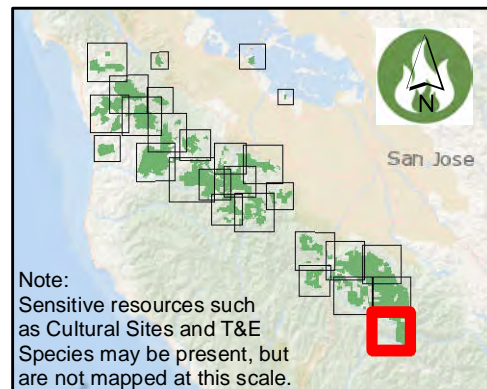 N
San Jose
Note:
Sensitive resources such
as Cultural Sites and T&E
Species may be present, but
are not mapped at this scale.